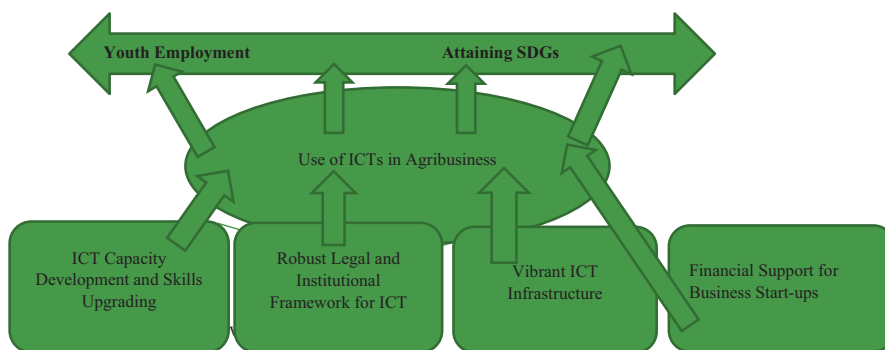 Youth Employment
Attaining SDGs
Use of ICTs in Agribusiness
ICT Capacity
Development and Skills
Upgrading
Robust Legal and
Institutional
Framework for ICT
Vibrant ICT
Infrastructure
Financial Support for
Business Start-ups